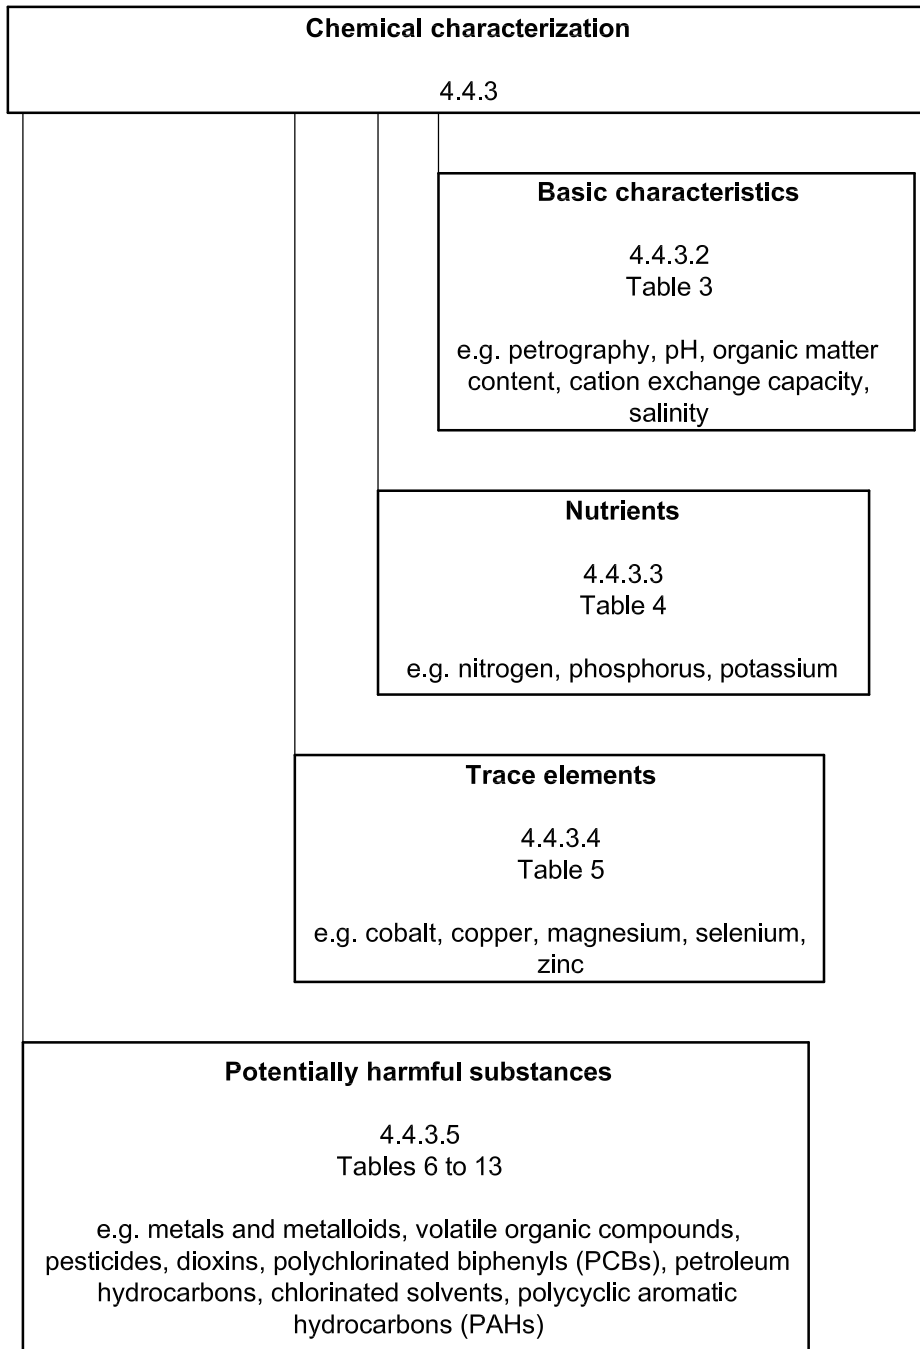 Chemical characterization
4.4.3
Basic characteristics
4.4.3.2
Table 3
e.g. petrography, pH, organic matter
content, cation exchange capacity,
salinity
Nutrients
4.4.3.3
Table 4
e.g. nitrogen, phosphorus, potassium
Trace elements
4.4.3.4
Table 5
e.g. cobalt, copper, magnesium, selenium,
zinc
Potentially harmful substances
4.4.3.5
Tables 6 to 13
e.g. metals and metalloids, volatile organic compounds,
pesticides, dioxins, polychlorinated biphenyls (PCBs), petroleum
hydrocarbons, chlorinated solvents, polycyclic aromatic
hydrocarbons (PAHs)